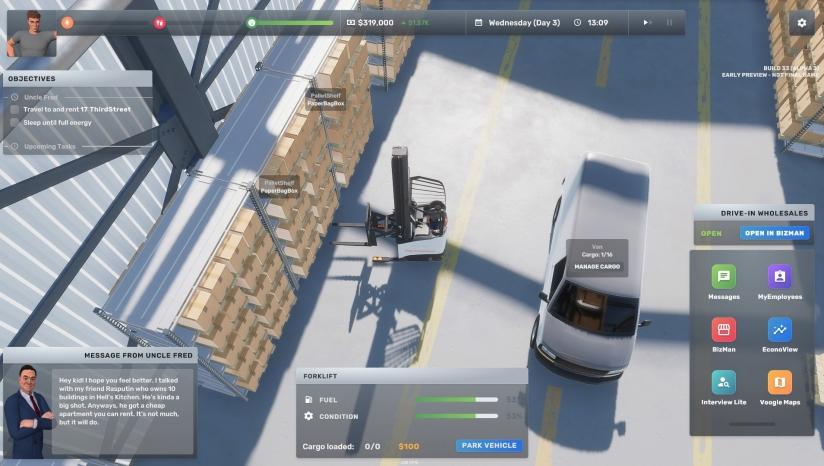 $319,000
Wednesday (Day 3)
13:09
BUILD 33 (ALPHA 3)
EARLY PREVIEW - NOT FINAL GAME
OBJECTIVES
Uncle Fred
Travel to and rent 17 ThirdStreet
Sleep until full energy
Upcoming Tasks
PalletShelf
PaperBagBox
PalletShelf
PaperBagBox
Van
Cargo: 1/16
MANAGE CARGO
DRIVE-IN WHOLESALES
OPEN
OPEN IN BIZMAN
Messages
MyEmployees
BizMan
EconoView
Interview Lite
Voogle Maps
MESSAGE FROM UNCLE FRED
Hey kid! I hope you feel better. I talked
with my friend Rasputin who owns 10
buildings in Hell's Kitchen. He's kinda a
big shot. Anyways, he got a cheap
apartment you can rent. It's not much,
but it will do.
FORKLIFT
FUEL
CONDITION
53%
Cargo loaded: 0/0
$100
PARK VEHICLE